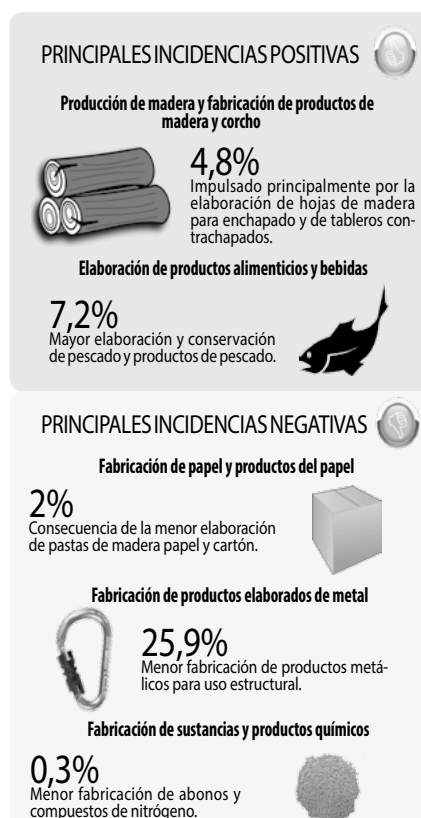 PRINCIPALES INCIDENCIAS POSITIVAS
Producción de madera y fabricación de productos de
madera y corcho
4,8%
Impulsado principalmente por la
elaboración de hojas de madera
para enchapado y de tableros con-
trachapados.
Elaboración de productos alimenticios y bebidas
7,2%
Mayor elaboración y conservación
de pescado y productos de pescado.
PRINCIPALES INCIDENCIAS NEGATIVAS
Fabricación de papel y productos del papel
2%
Consecuencia de la menor elaboración
de pastas de madera papel y cartón.
Fabricación de productos elaborados de metal
25,9%
Menor fabricación de productos metá-
licos para uso estructural.
Fabricación de sustancias y productos químicos
0,3%
Menor fabricación de abonos y
compuestos de nitrógeno.